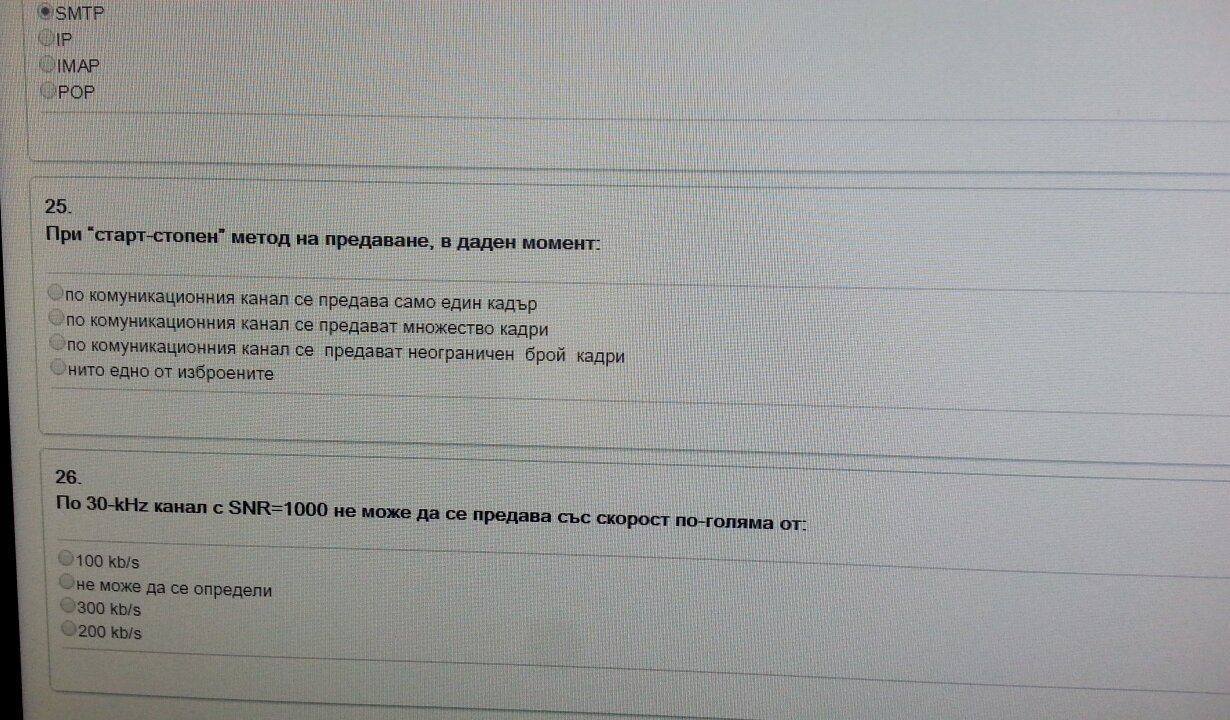 SMTP
IP
IMAP
POP
25.
При "старт-стопен" метод на предаване, в даден момент:
по комуникационния канал се предава само един кадър
по комуникационния канал се предават множество кадри
по комуникационния канал се предават неограничен брой кадри
нито едно от изброените
26.
По 30-kHz канал с SNR=1000 не може да се предава със скорост по-голяма от:
100 kb/s
не може да се определи
300 kb/s
200 kb/s